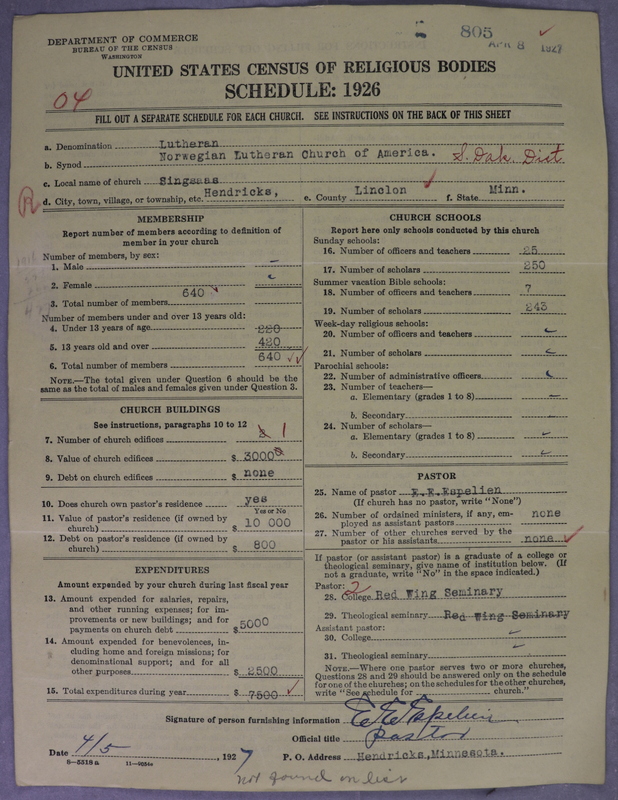 805
APR 8 1927
DEPARTMENT OF COMMERCE
BUREAU OF THE CENSUS
WASHINGTON
UNITED STATES CENSUS OF RELIGIOUS BODIES
SCHEDULE: 1926
04
FILL OUT A SEPARATE SCHEDULE FOR EACH CHURCH. SEE INSTRUCTIONS ON THE BACK OF THIS SHEET
a. Denomination Lutheran
b. Synod Norwegian Lutheran Church of America. S. Dak. Dist.
c. Local name of church Singsaas
R
d. City, town, village, or township, etc. Hendricks, e. County Linclon f. State Minn.
MEMBERSHIP
Report number of members according to definition of
member in your church
Number of members, by sex:
1. Male
2. Female
3. Total number of members 640
Number of members under and over 13 years old:
4. Under 13 years of age 220
5. 13 years old and over 420
6. Total number of members 640
NOTE.—The total given under Question 6 should be the
same as the total of males and females given under Question 3.
CHURCH BUILDINGS
See instructions, paragraphs 10 to 12
7. Number of church edifices 1
8. Value of church edifices $ 30000
9. Debt on church edifices $ none
10. Does church own pastor's residence yes
Yes or No
11. Value of pastor's residence (if owned by
church) $ 10 000
12. Debt on pastor's residence (if owned by
church) $ 800
EXPENDITURES
Amount expended by your church during last fiscal year
13. Amount expended for salaries, repairs,
and other running expenses; for im-
provements or new buildings; and for
payments on church debt $ 5000
14. Amount expended for benevolences, in-
cluding home and foreign missions; for
denominational support; and for all
other purposes $ 2500
15. Total expenditures during year $ 7500
CHURCH SCHOOLS
Report here only schools conducted by this church
Sunday schools:
16. Number of officers and teachers 25
17. Number of scholars 250
Summer vacation Bible schools:
18. Number of officers and teachers 7
19. Number of scholars 243
Week-day religious schools:
20. Number of officers and teachers
21. Number of scholars
Parochial schools:
22. Number of administrative officers
23. Number of teachers—
a. Elementary (grades 1 to 8)
b. Secondary
24. Number of scholars—
a. Elementary (grades 1 to 8)
b. Secondary
PASTOR
25. Name of pastor E.E.Espelien
(If church has no pastor, write "None")
26. Number of ordained ministers, if any, em-
ployed as assistant pastors none
27. Number of other churches served by the
pastor or his assistants none
If pastor (or assistant pastor) is a graduate of a college or
theological seminary, give name of institution below. (If
not a graduate, write "No" in the space indicated.)
Pastor: 2
28. College Red Wing Seminary
29. Theological seminary Red Wing Seminary
Assistant pastor:
30. College
31. Theological seminary
NOTE.—Where one pastor serves two or more churches,
Questions 28 and 29 should be answered only on the schedule
for one of the churches; on the schedules for the other churches,
write "See schedule for church."
Signature of person furnishing information E E Espelien
Official title pastor
Date 4/5, 1927 P. O. Address Hendricks, Minnesota.
8—5518 a 11—9554
not found on list